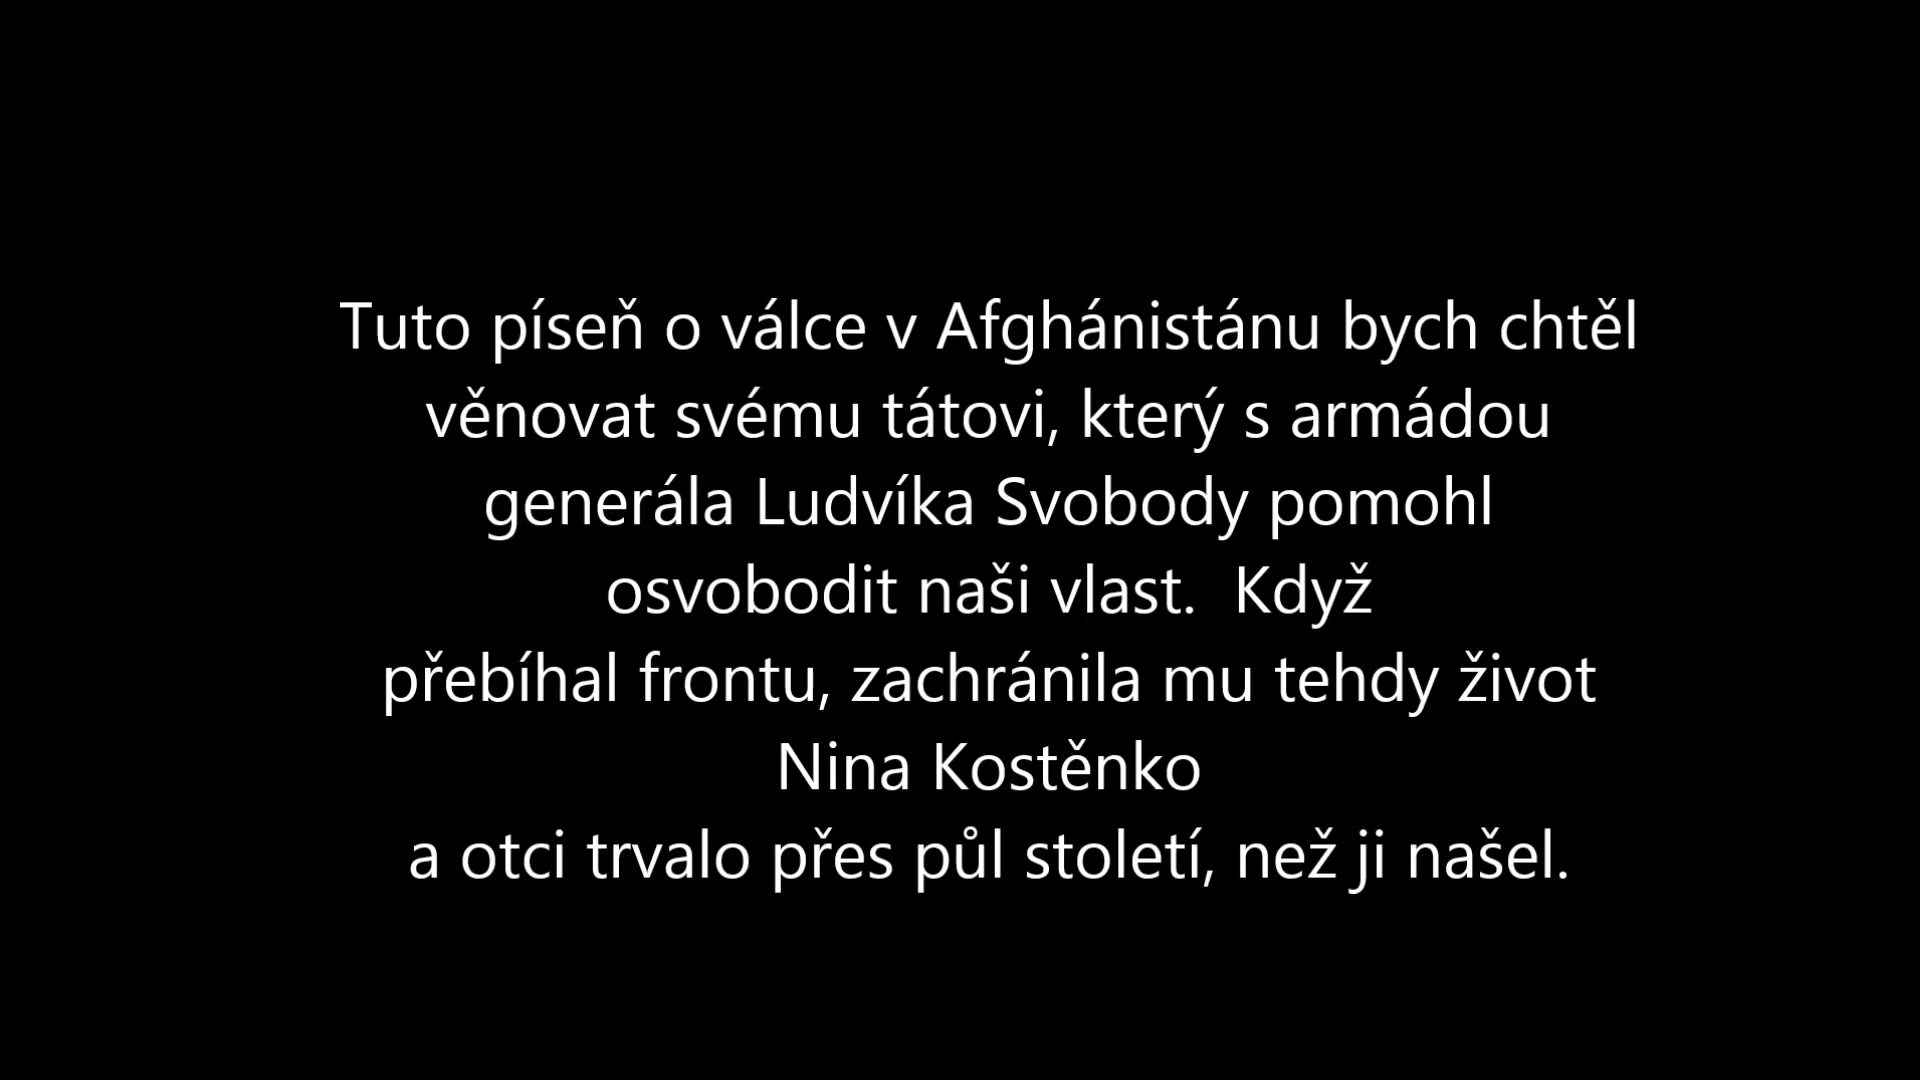 Tuto píseň o válce v Afghánistánu bych chtěl
věnovat svému tátovi, který s armádou
generála Ludvíka Svobody pomohl
osvobodit naši vlast.  Když
přebíhal frontu, zachránila mu tehdy život
Nina Kostěnko
a otci trvalo přes půl století, než ji našel.